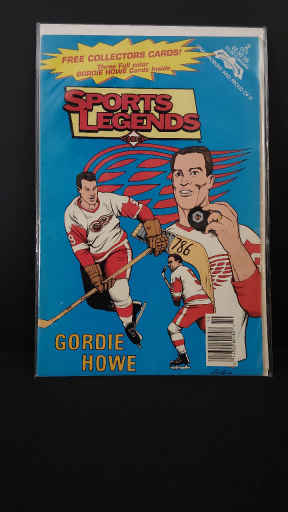 FREE COLLECTORS CARDS!
Three Full color
GORDIE HOWE Cards Inside
SPORTS
LEGENDS
786
GORDIE
HOWE